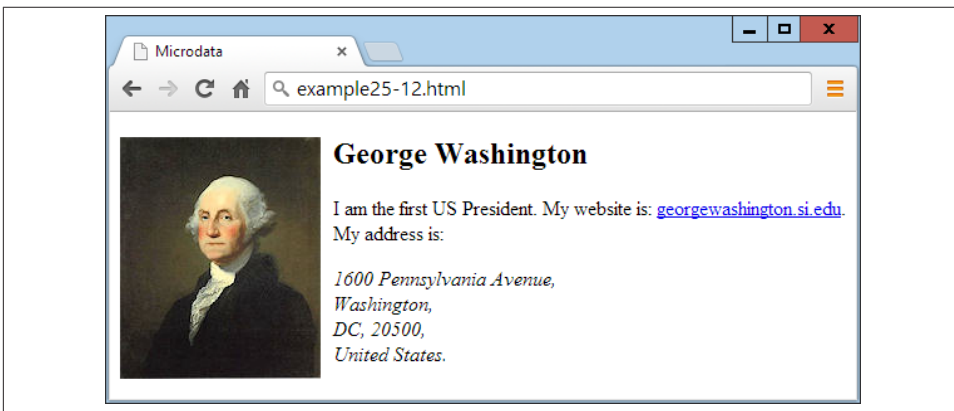 Microdata
example25-12.html
George Washington
I am the first US President. My website is: georgewashington.si.edu.
My address is:
1600 Pennsylvania Avenue,
Washington,
DC, 20500,
United States.